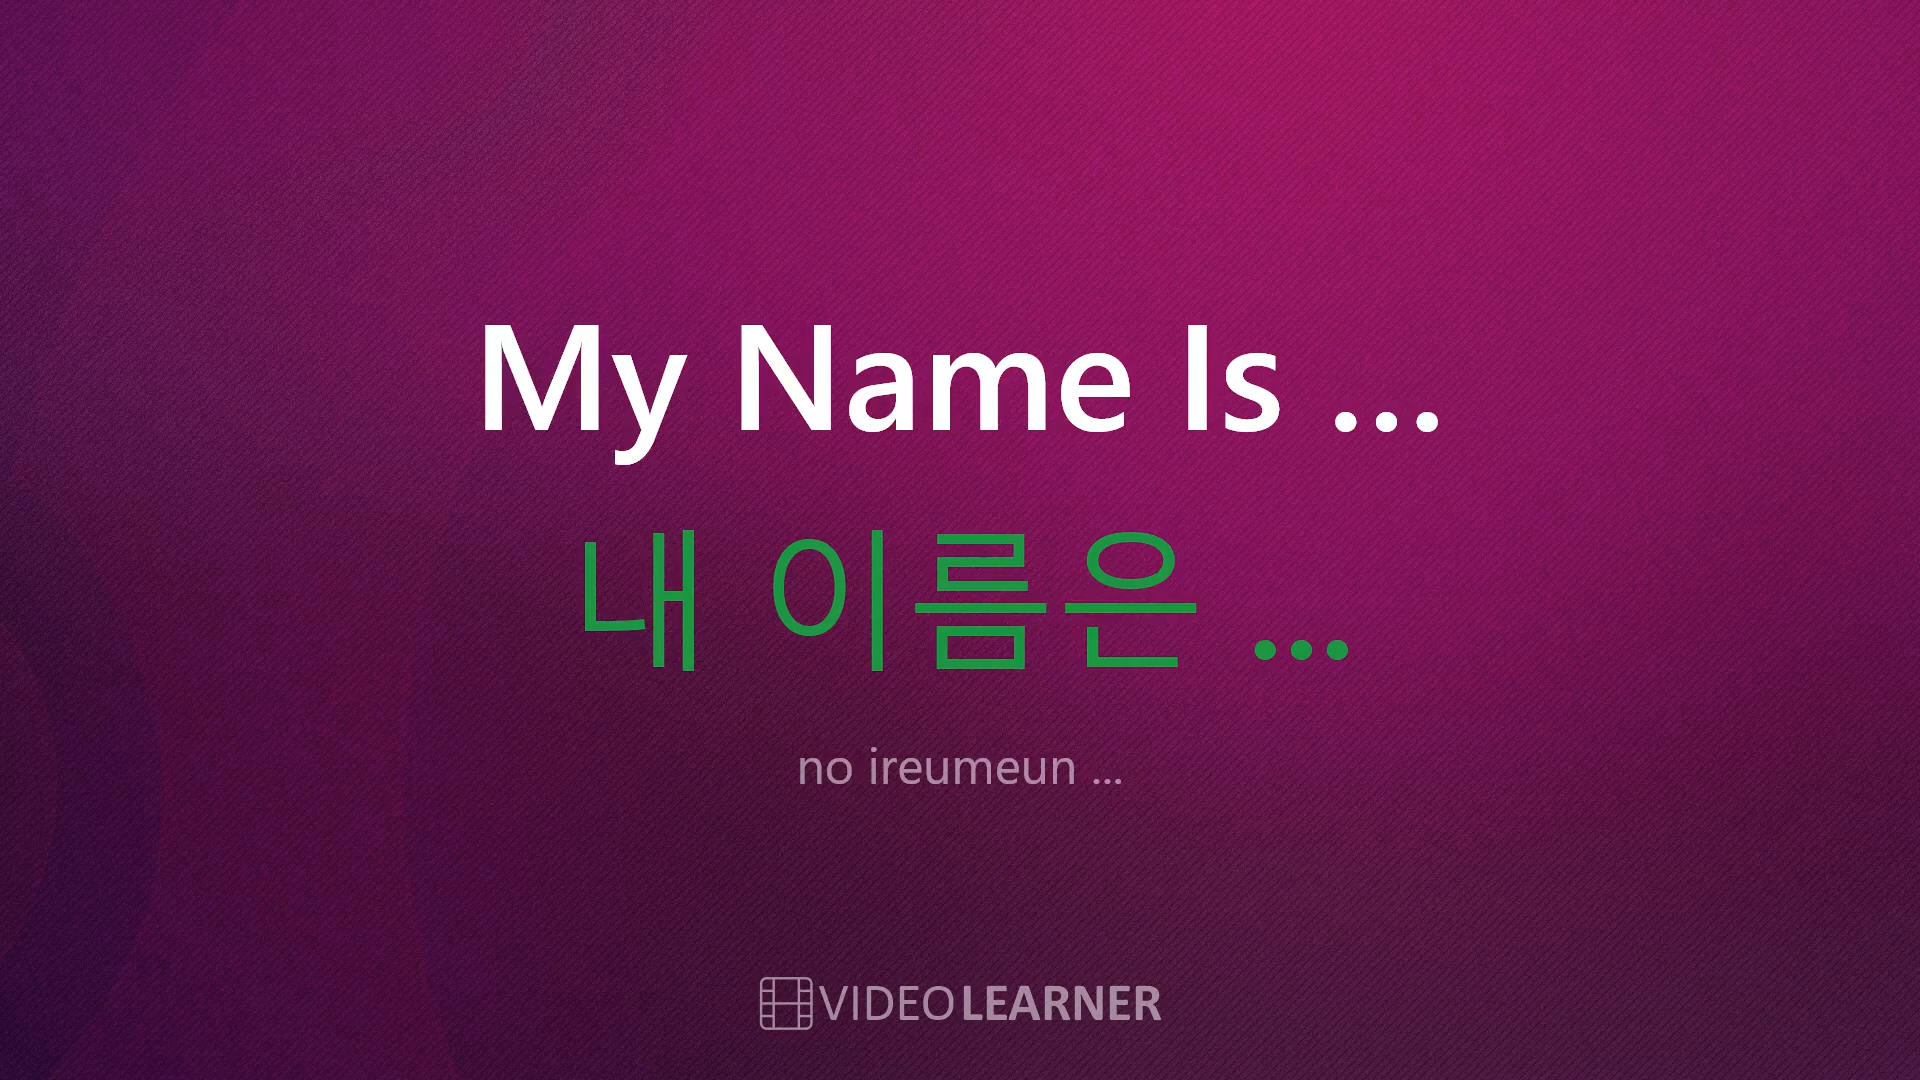 My Name Is ...
내 이름은 ...
no ireumeun ...
VIDEOLEARNER